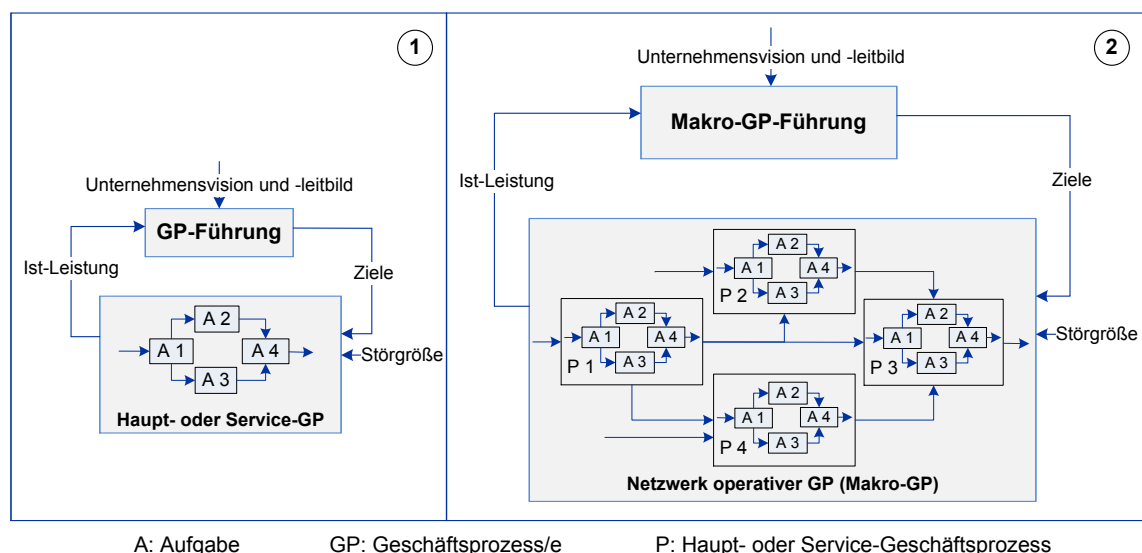 1
Unternehmensvision und -leitbild
GP-Führung
Ist-Leistung
Ziele
A 1
A 2
A 3
A 4
Störgröße
Haupt- oder Service-GP
2
Unternehmensvision und -leitbild
Makro-GP-Führung
Ist-Leistung
Ziele
A 1
A 2
A 3
A 4
P 2
A 1
A 2
A 3
A 4
P 1
A 1
A 2
A 3
A 4
P 3
Störgröße
A 1
A 2
A 3
A 4
P 4
Netzwerk operativer GP (Makro-GP)
A: Aufgabe GP: Geschäftsprozess/e P: Haupt- oder Service-Geschäftsprozess